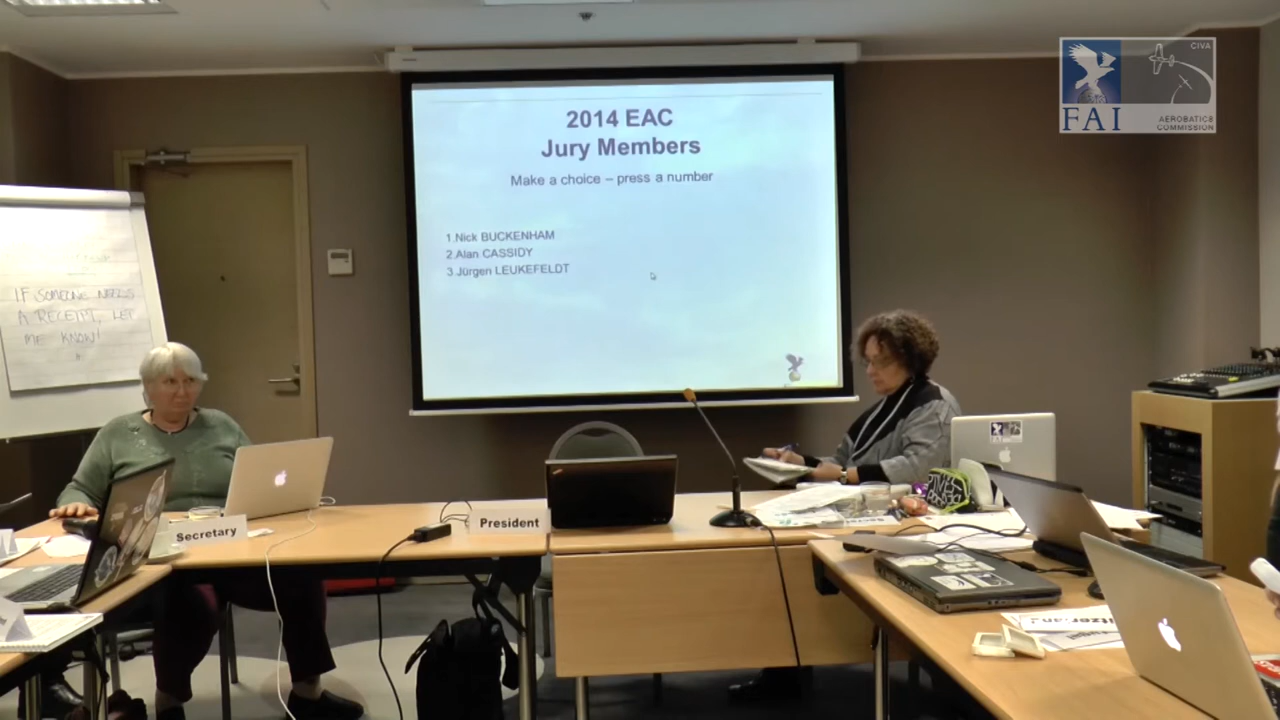 CIVA
FAI
AEROBATICS
COMMISSION
2014 EAC
Jury Members
Make a choice – press a number
1.Nick BUCKENHAM
2.Alan CASSIDY
3.Jürgen LEUKEFELDT
IF SOMEONE NEEDS
A RECEIPT, LET
ME KNOW!
Secretary
President